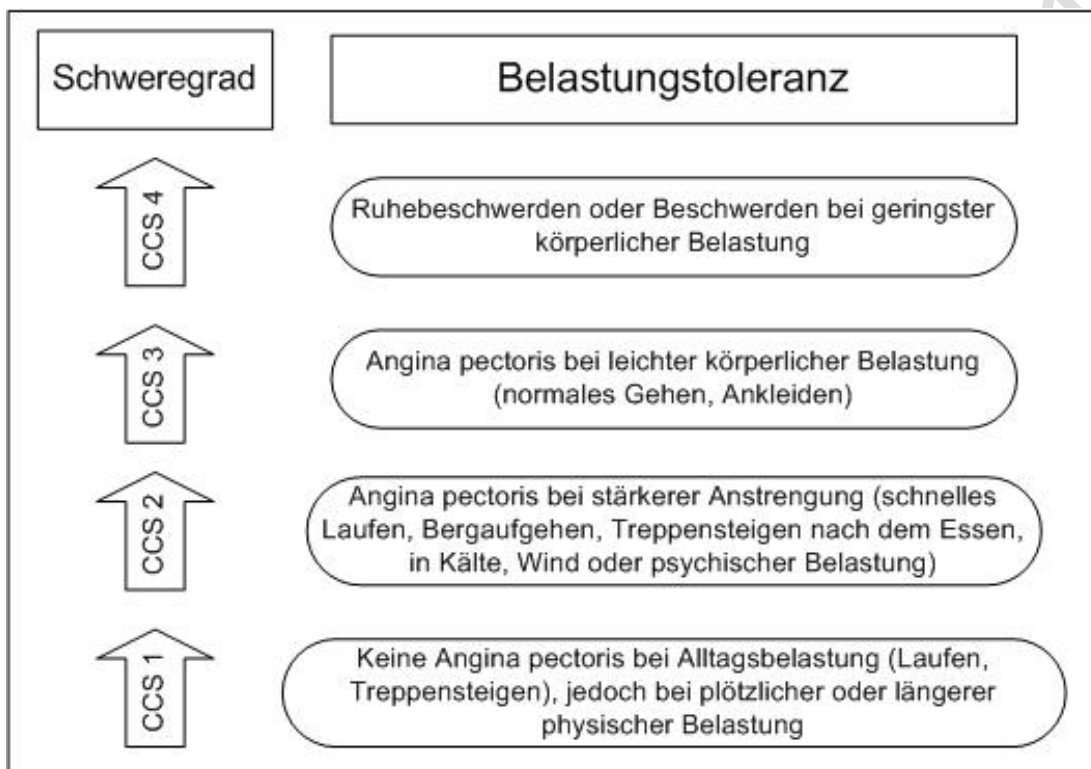 Schweregrad
Belastungstoleranz
CCS 4
Ruhebeschwerden oder Beschwerden bei geringster
körperlicher Belastung
CCS 3
Angina pectoris bei leichter körperlicher Belastung
(normales Gehen, Ankleiden)
CCS 2
Angina pectoris bei stärkerer Anstrengung (schnelles
Laufen, Bergaufgehen, Treppensteigen nach dem Essen,
in Kälte, Wind oder psychischer Belastung)
CCS 1
Keine Angina pectoris bei Alltagsbelastung (Laufen,
Treppensteigen), jedoch bei plötzlicher oder längerer
physischer Belastung